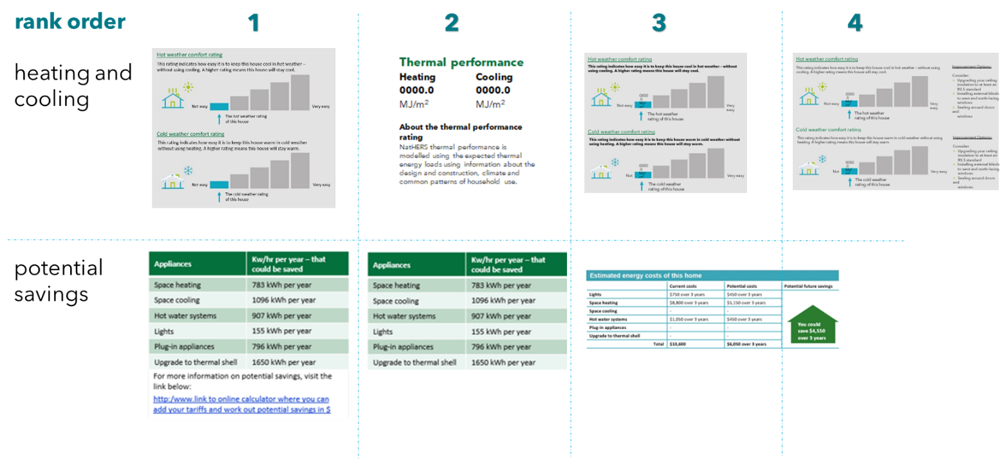 rank order
1
2
3
4
heating and
cooling
Hot weather comfort rating
This rating indicates how easy it is to keep this house cool in hot weather –
without using cooling. A higher rating means this house will stay cool.
Not easy
Very easy
The hot weather rating
of this house
Cold weather comfort rating
This rating indicates how easy it is to keep this house warm in cold weather
without using heating. A higher rating means this house will stay warm.
Not easy
Very easy
The cold weather rating
of this house
Thermal performance
Heating
Cooling
0000.0
0000.0
MJ/m²
MJ/m²
About the thermal performance
rating
NatHERS thermal performance is
modelled using the expected thermal
energy loads using information about the
design and construction, climate and
common patterns of household use.
Hot weather comfort rating
This rating indicates how easy it is to keep this house cool in hot weather – without
using cooling. A higher rating means this house will stay cool.
0000
.0
MJ/
m²
Not easy
Very
easy
The hot weather
rating of this house
Cold weather comfort rating
This rating indicates how easy it is to keep this house warm in cold weather without
using heating. A higher rating means this house will stay warm.
0000
.0
MJ/
m²
Not easy
Very easy
The cold weather
rating of this house
Hot weather comfort rating
This rating indicates how easy it is to keep this house cool in hot weather – without using
cooling. A higher rating means this house will stay cool.
0000
.0
Not easy
Very
easy
The hot weather
rating of this house
Improvement Options:
Consider:
Upgrading your ceiling
insulation to at least an
R3.5 standard
Installing external blinds
to west and north-facing
windows
Sealing around doors
and
windows
Cold weather comfort rating
This rating indicates how easy it is to keep this house warm in cold weather without using
heating. A higher rating means this house will stay warm.
0000
.0
Not
Very easy
The cold weather
rating of this house
Improvement Options:
Consider:
Upgrading your ceiling
insulation to at least an
R3.5 standard
Installing external blinds
to west and north-facing
windows
Sealing around doors
and
windows
potential
savings
Appliances
Kw/hr per year – that
could be saved
Space heating 783 kWh per year
Space cooling 1096 kWh per year
Hot water systems 907 kWh per year
Lights 155 kWh per year
Plug-in appliances 796 kWh per year
Upgrade to thermal shell 1650 kWh per year
For more information on potential savings, visit the
link below:
http:/www.link to online calculator where you can
add your tariffs and work out potential savings in $
Appliances
Kw/hr per year – that
could be saved
Space heating 783 kWh per year
Space cooling 1096 kWh per year
Hot water systems 907 kWh per year
Lights 155 kWh per year
Plug-in appliances 796 kWh per year
Upgrade to thermal shell 1650 kWh per year
Estimated energy costs of this home
Current costs Potential costs Potential future savings
Lights $750 over 3 years $450 over 3 years
Space heating $8,800 over 3 years $5,150 over 3 years
Space cooling - -
Hot water systems $1,050 over 3 years $450 over 3 years
Plug-in appliances - -
Upgrade to thermal shell - -
Total $10,600 $6,050 over 3 years
You could
save $4,550
over 3 years